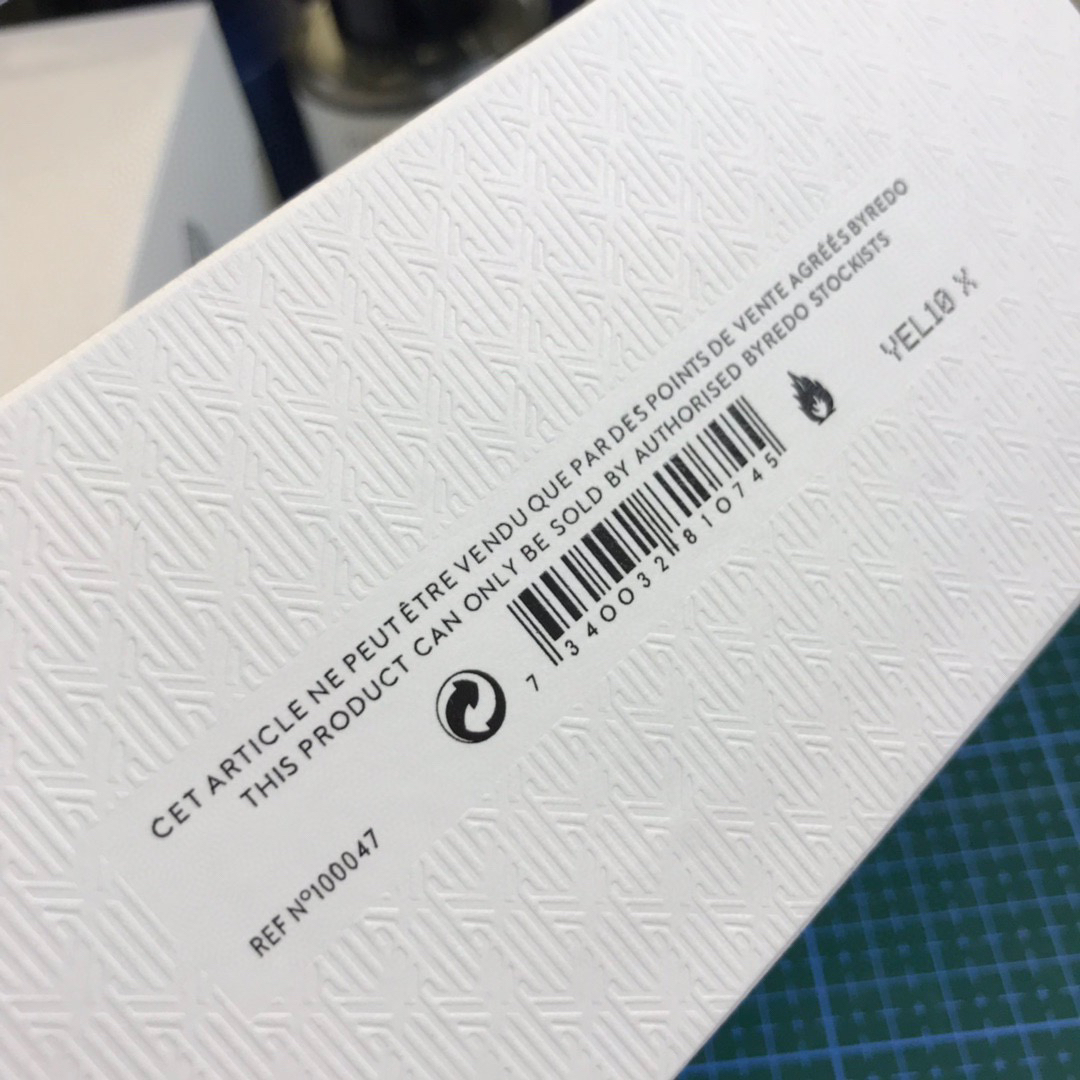 CET ARTICLE NE PEUT ÊTRE VENDU QUE PAR DES POINTS DE VENTE AGRÉÉS BYREDO
THIS PRODUCT CAN ONLY BE SOLD BY AUTHORISED BYREDO STOCKISTS
YEL10 X
7 340032 810745
REF Nº100047